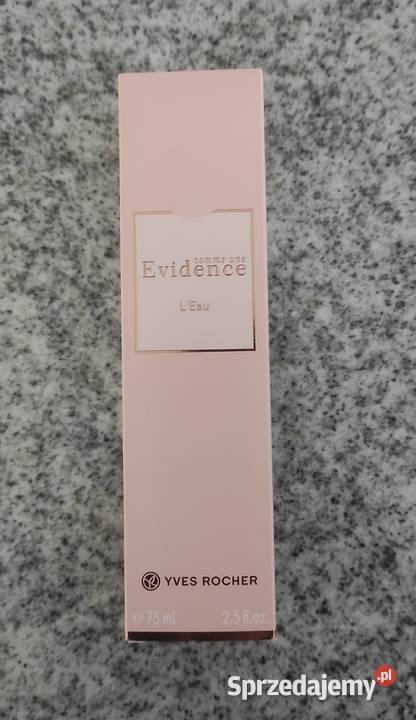 comme une
Evidence
L'Eau
YVES ROCHER
e 75 ml 2.5 fl.oz.
Sprzedajemy.pl